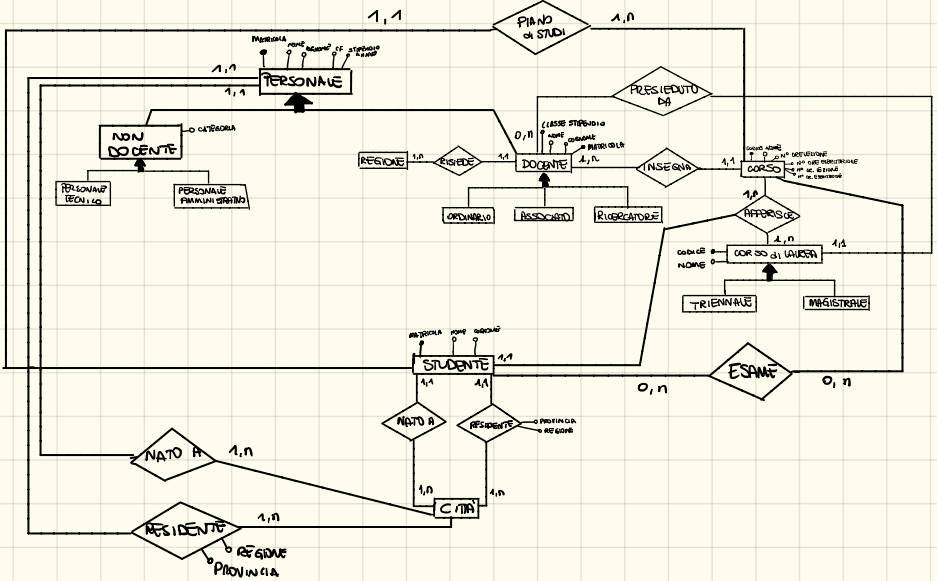 1,1
PIANO
di STUDI
1,n
MATRICOLA
NOME
COGNOME
CF
STIPENDIO
1,1
PERSONALE
1,1
PRESIEDUTO
DA
NON
DOCENTE
CATEGORIA
0,n
CLASSE STIPENDIO
NOME
COGNOME
MATRICOLA
REGIONE
1,n
RISIEDE
1,1
DOCENTE
1,n
INSEGNA
1,1
CORSO
PERSONALE
TECNICO
PERSONALE
AMMINISTRATIVO
ORDINARIO
ASSOCIATO
RICERCATORE
1,n
AFFERISCE
1,n
1,1
CODICE
NOME
CORSO di LAUREA
TRIENNALE
MAGISTRALE
MATRICOLA
NOME
COGNOME
STUDENTE
1,1
ESAME
0,n
0,n
1,1
1,1
NATO A
RESIDENTE
PROVINCIA
REGIONE
NATO A
1,n
1,n
1,n
CITTA'
RESIDENTE
1,n
REGIONE
PROVINCIA